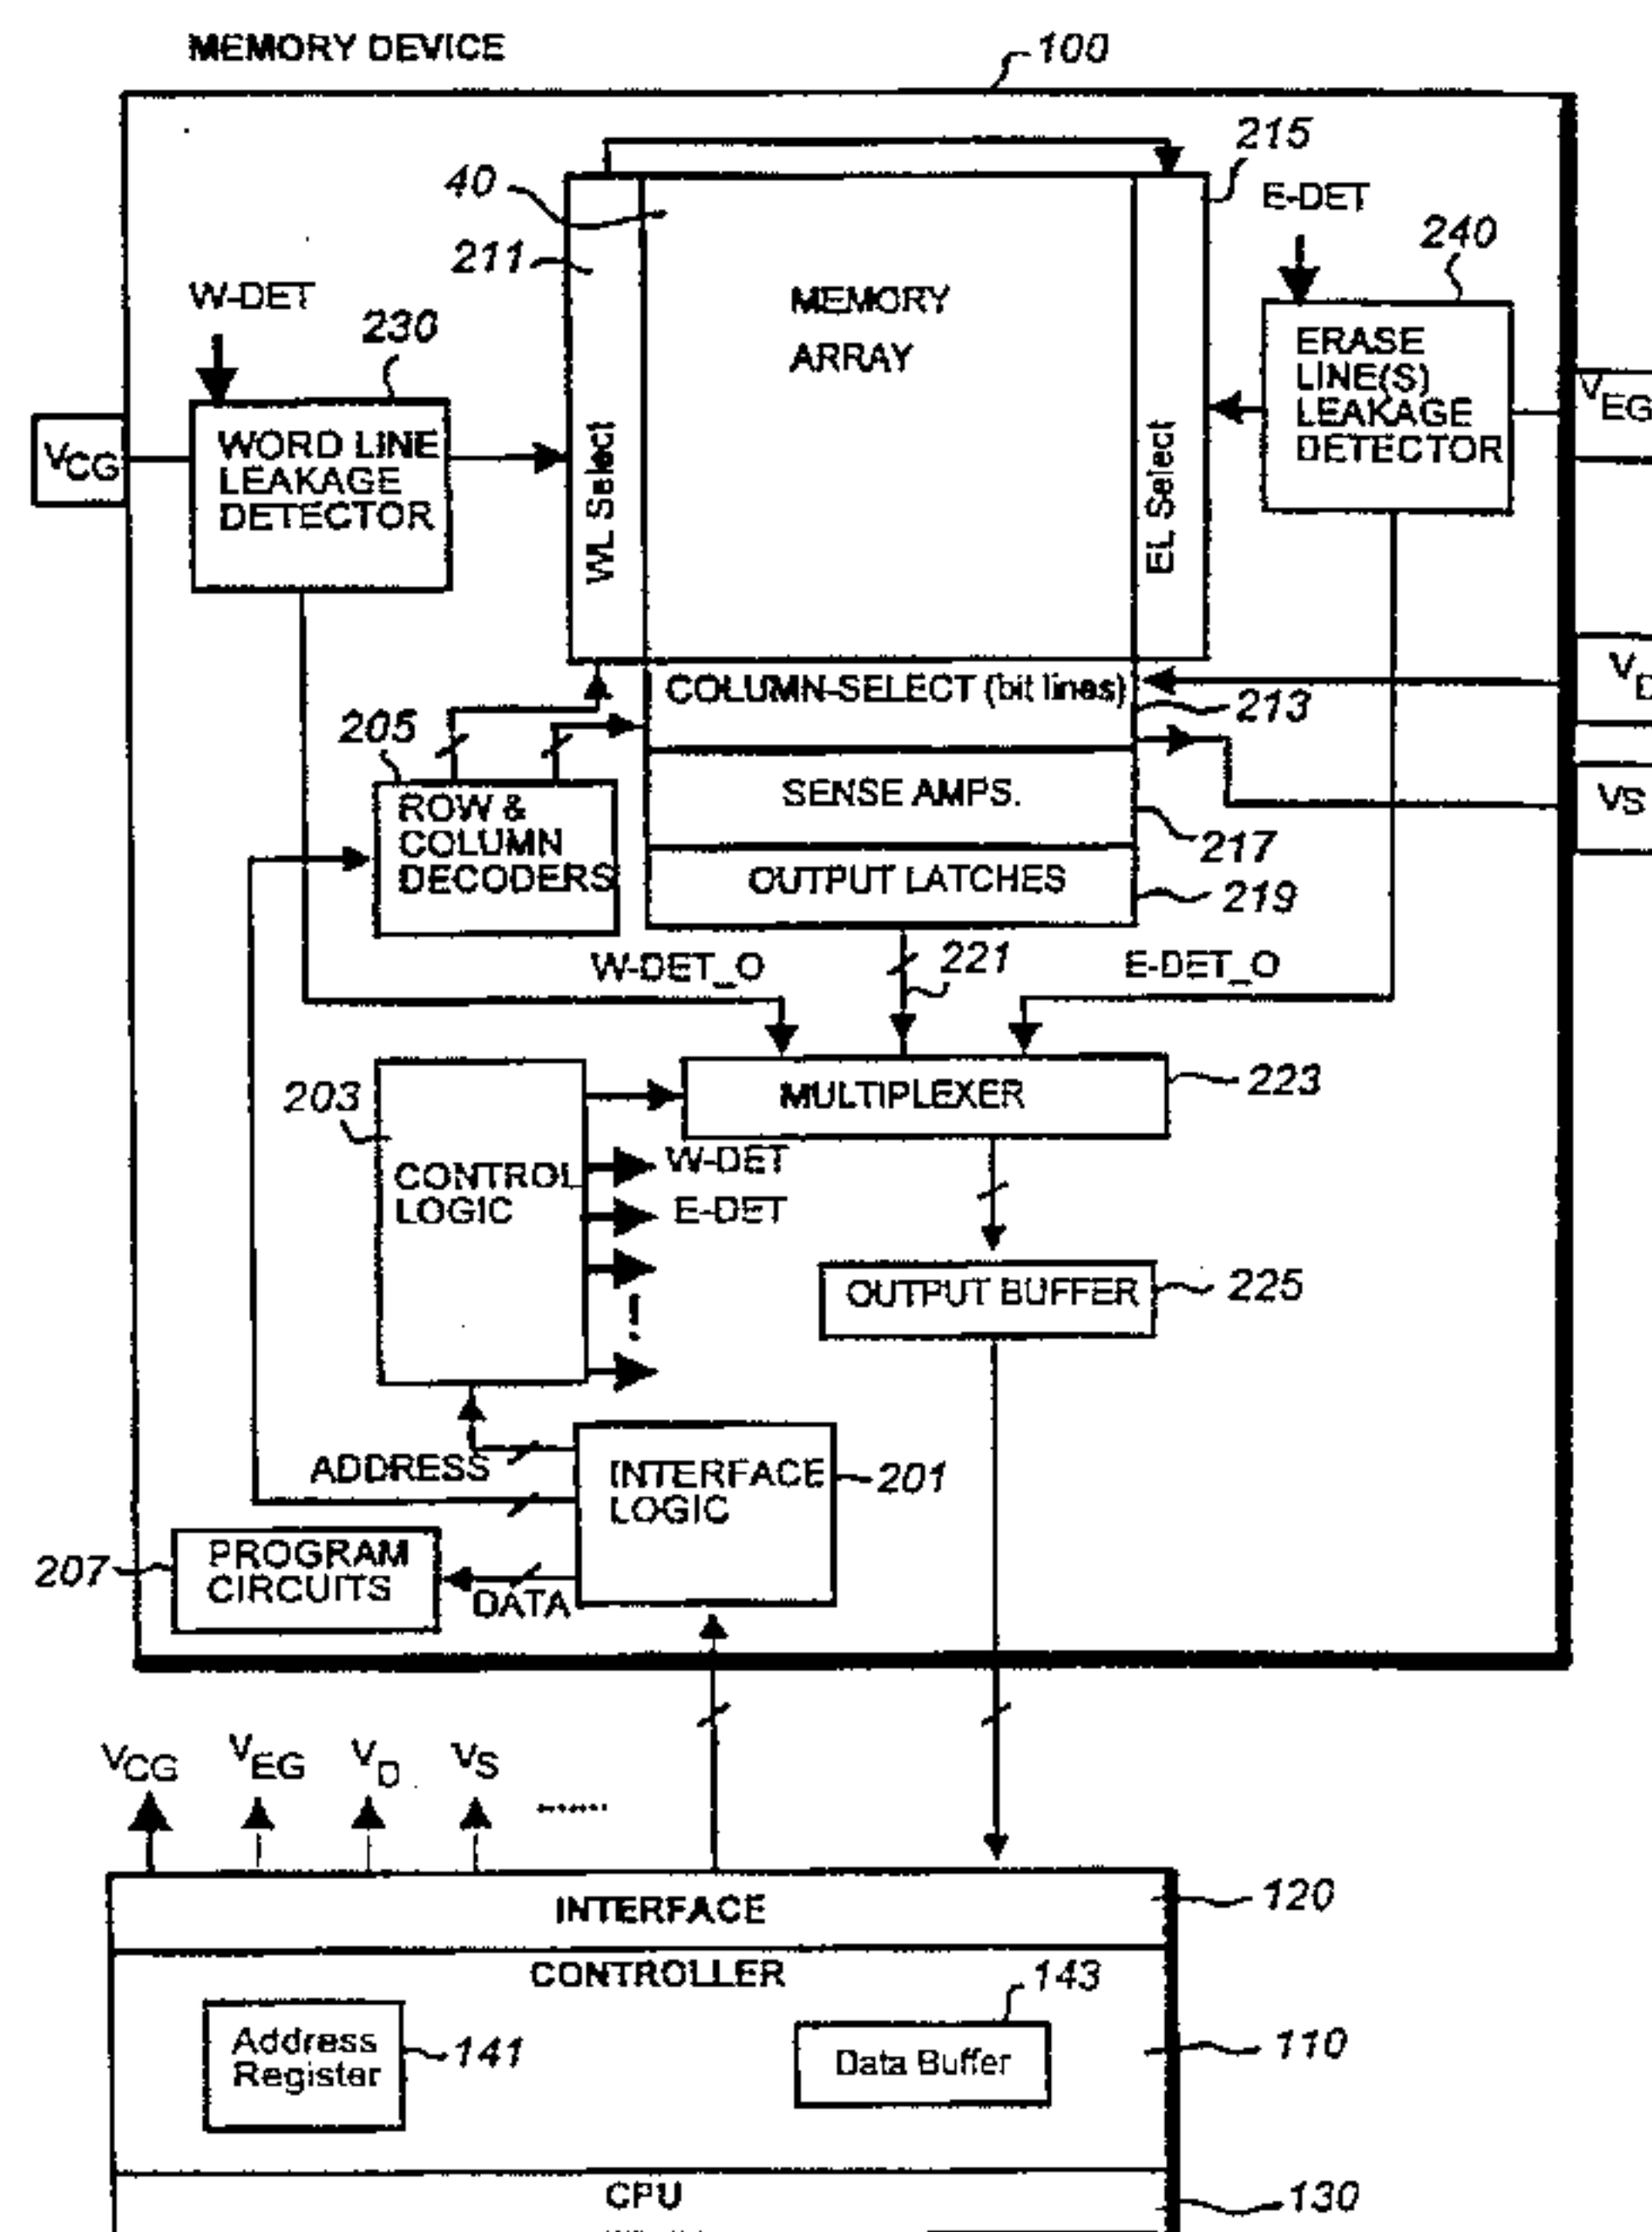 MEMORY DEVICE
100
215
40
E-DET
211
240
W-DET
230
MEMORY
ARRAY
ERASE
LINE(S)
LEAKAGE
DETECTOR
VEG
VCG
WORD LINE
LEAKAGE
DETECTOR
WL Select
EL Select
COLUMN-SELECT (bit lines)
VD
213
205
SENSE AMPS.
VS
ROW &
COLUMN
DECODERS
217
OUTPUT LATCHES
219
W-DET_O
221
E-DET_O
203
MULTIPLEXER
223
CONTROL
LOGIC
W-DET
E-DET
OUTPUT BUFFER
225
ADDRESS
INTERFACE
LOGIC
201
207
PROGRAM
CIRCUITS
DATA
VCG
VEG
VD
VS
.......
INTERFACE
120
CONTROLLER
143
Address
Register
141
Data Buffer
110
CPU
130